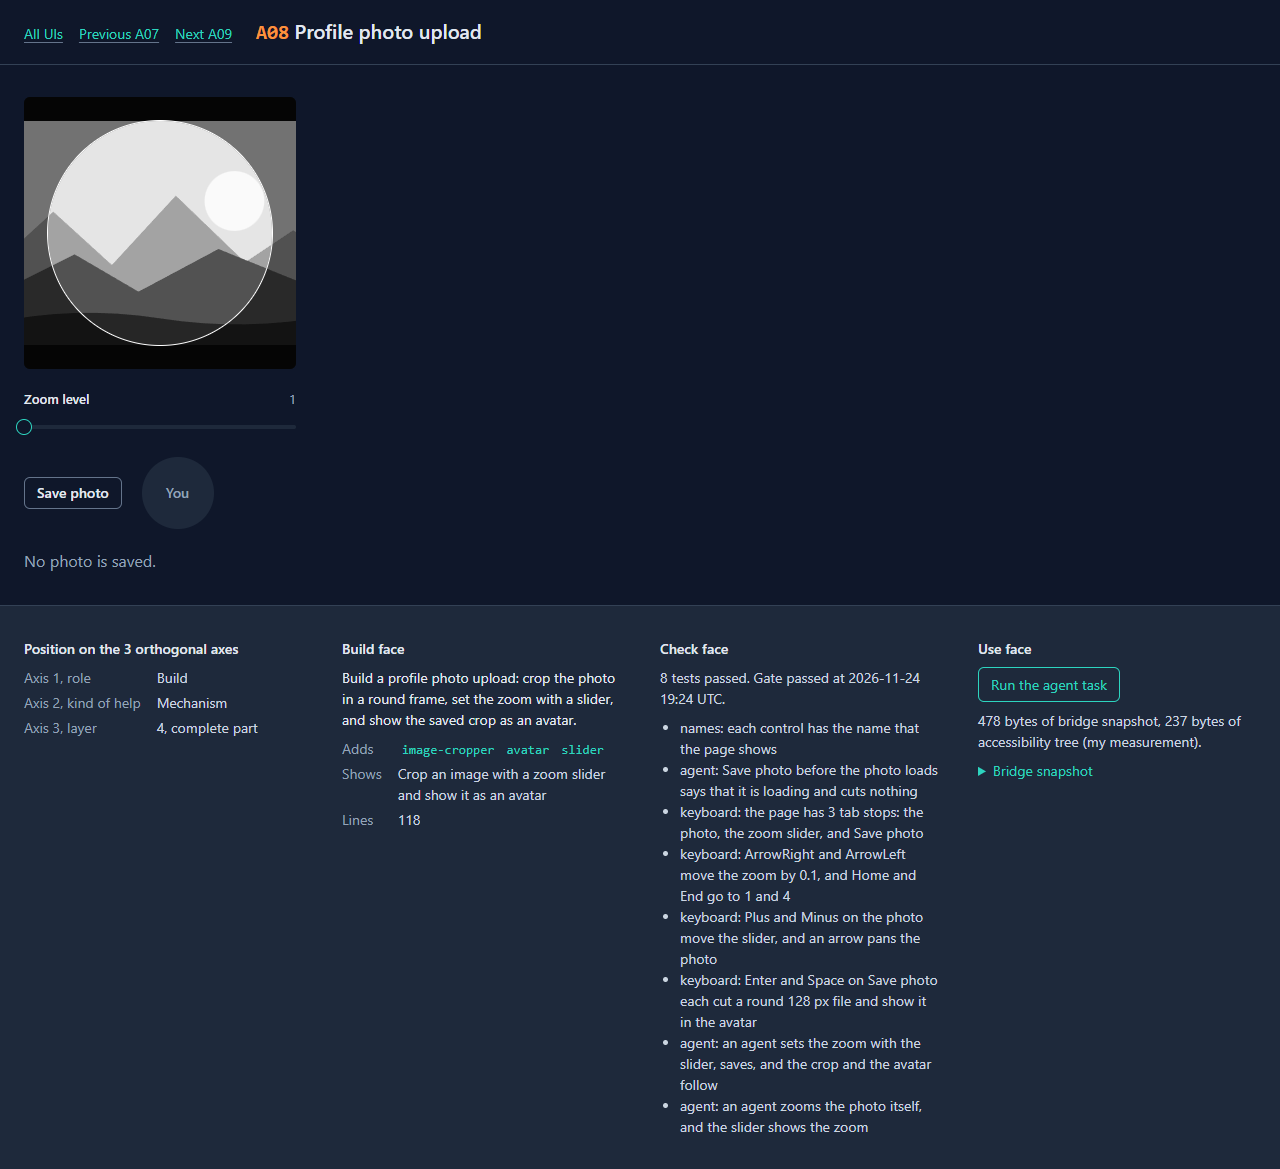 All UIs Previous A07 Next A09 A08 Profile photo upload
Zoom level 1
Save photo You
No photo is saved.
Position on the 3 orthogonal axes
Axis 1, role Build
Axis 2, kind of help Mechanism
Axis 3, layer 4, complete part
Build face
Build a profile photo upload: crop the photo
in a round frame, set the zoom with a slider,
and show the saved crop as an avatar.
Adds image-cropper avatar slider
Shows Crop an image with a zoom slider
and show it as an avatar
Lines 118
Check face
8 tests passed. Gate passed at 2026-11-24
19:24 UTC.
• names: each control has the name that
the page shows
• agent: Save photo before the photo loads
says that it is loading and cuts nothing
• keyboard: the page has 3 tab stops: the
photo, the zoom slider, and Save photo
• keyboard: ArrowRight and ArrowLeft
move the zoom by 0.1, and Home and
End go to 1 and 4
• keyboard: Plus and Minus on the photo
move the slider, and an arrow pans the
photo
• keyboard: Enter and Space on Save photo
each cut a round 128 px file and show it
in the avatar
• agent: an agent sets the zoom with the
slider, saves, and the crop and the avatar
follow
• agent: an agent zooms the photo itself,
and the slider shows the zoom
Use face
Run the agent task
478 bytes of bridge snapshot, 237 bytes of
accessibility tree (my measurement).
▶ Bridge snapshot